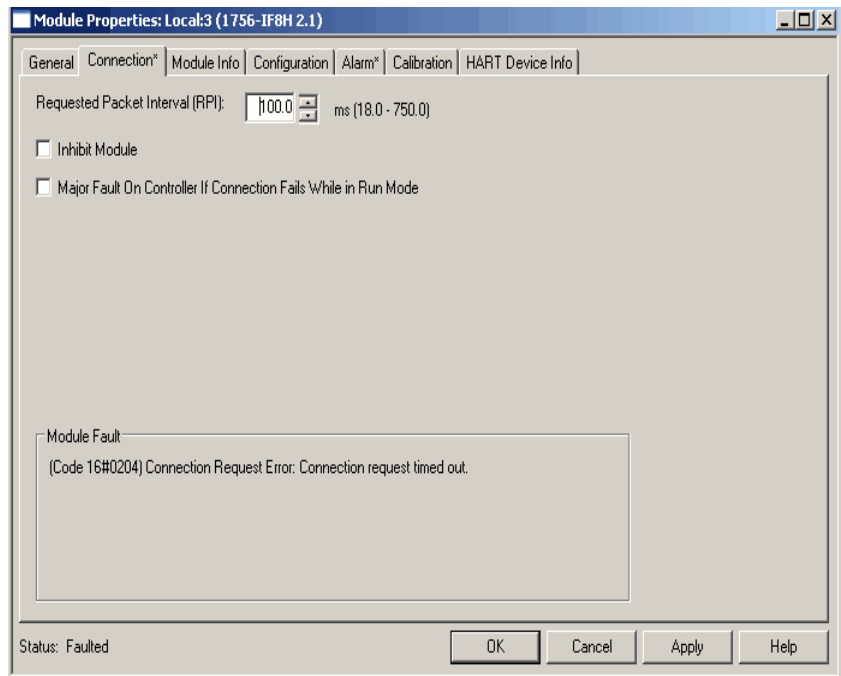 Module Properties: Local:3 (1756-IF8H 2.1)
General Connection* Module Info Configuration Alarm* Calibration HART Device Info
Requested Packet Interval (RPI): 100.0 ms (18.0 - 750.0)
Inhibit Module
Major Fault On Controller If Connection Fails While in Run Mode
Module Fault
(Code 16#0204) Connection Request Error: Connection request timed out.
Status: Faulted OK Cancel Apply Help